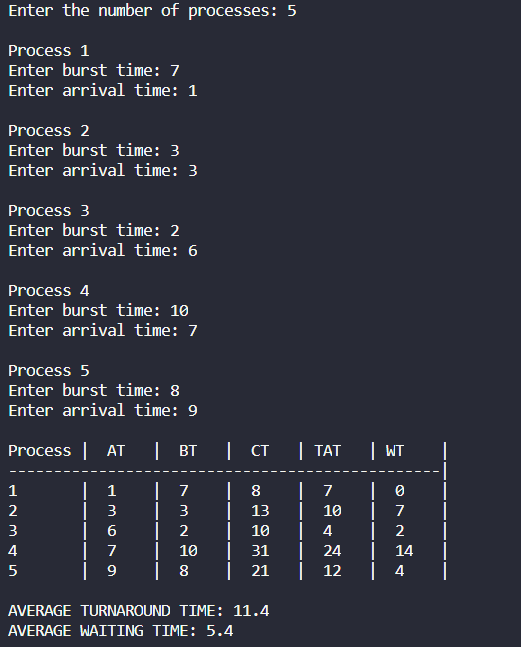 Enter the number of processes: 5
Process 1
Enter burst time: 7
Enter arrival time: 1
Process 2
Enter burst time: 3
Enter arrival time: 3
Process 3
Enter burst time: 2
Enter arrival time: 6
Process 4
Enter burst time: 10
Enter arrival time: 7
Process 5
Enter burst time: 8
Enter arrival time: 9
Process | AT | BT | CT | TAT | WT |
------------------------------------------------|
1 | 1 | 7 | 8 | 7 | 0 |
2 | 3 | 3 | 13 | 10 | 7 |
3 | 6 | 2 | 10 | 4 | 2 |
4 | 7 | 10 | 31 | 24 | 14 |
5 | 9 | 8 | 21 | 12 | 4 |
AVERAGE TURNAROUND TIME: 11.4
AVERAGE WAITING TIME: 5.4